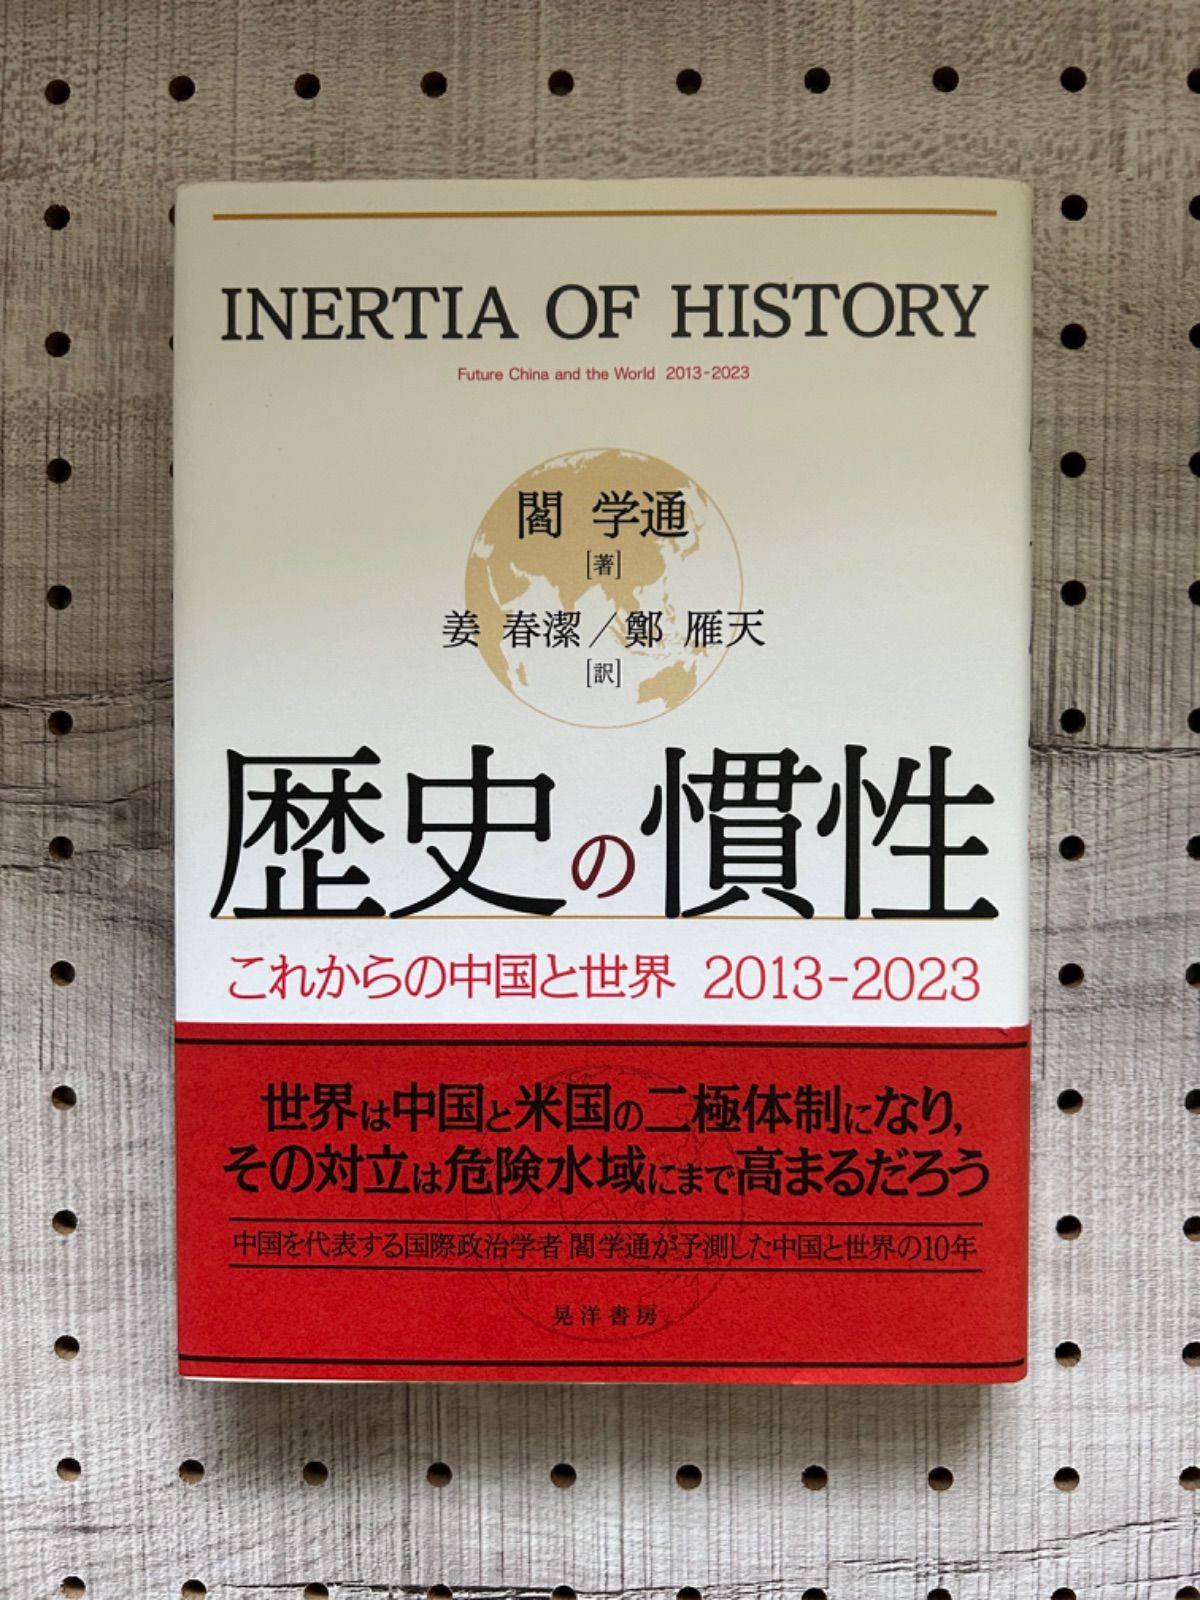 INERTIA OF HISTORY
Future China and the World 2013-2023
閻 学通
[著]
姜 春潔／鄭 雁天
[訳]
歴史の慣性
これからの中国と世界 2013-2023
世界は中国と米国の二極体制になり,
その対立は危険水域にまで高まるだろう
中国を代表する国際政治学者 閻学通が予測した中国と世界の10年
晃洋書房